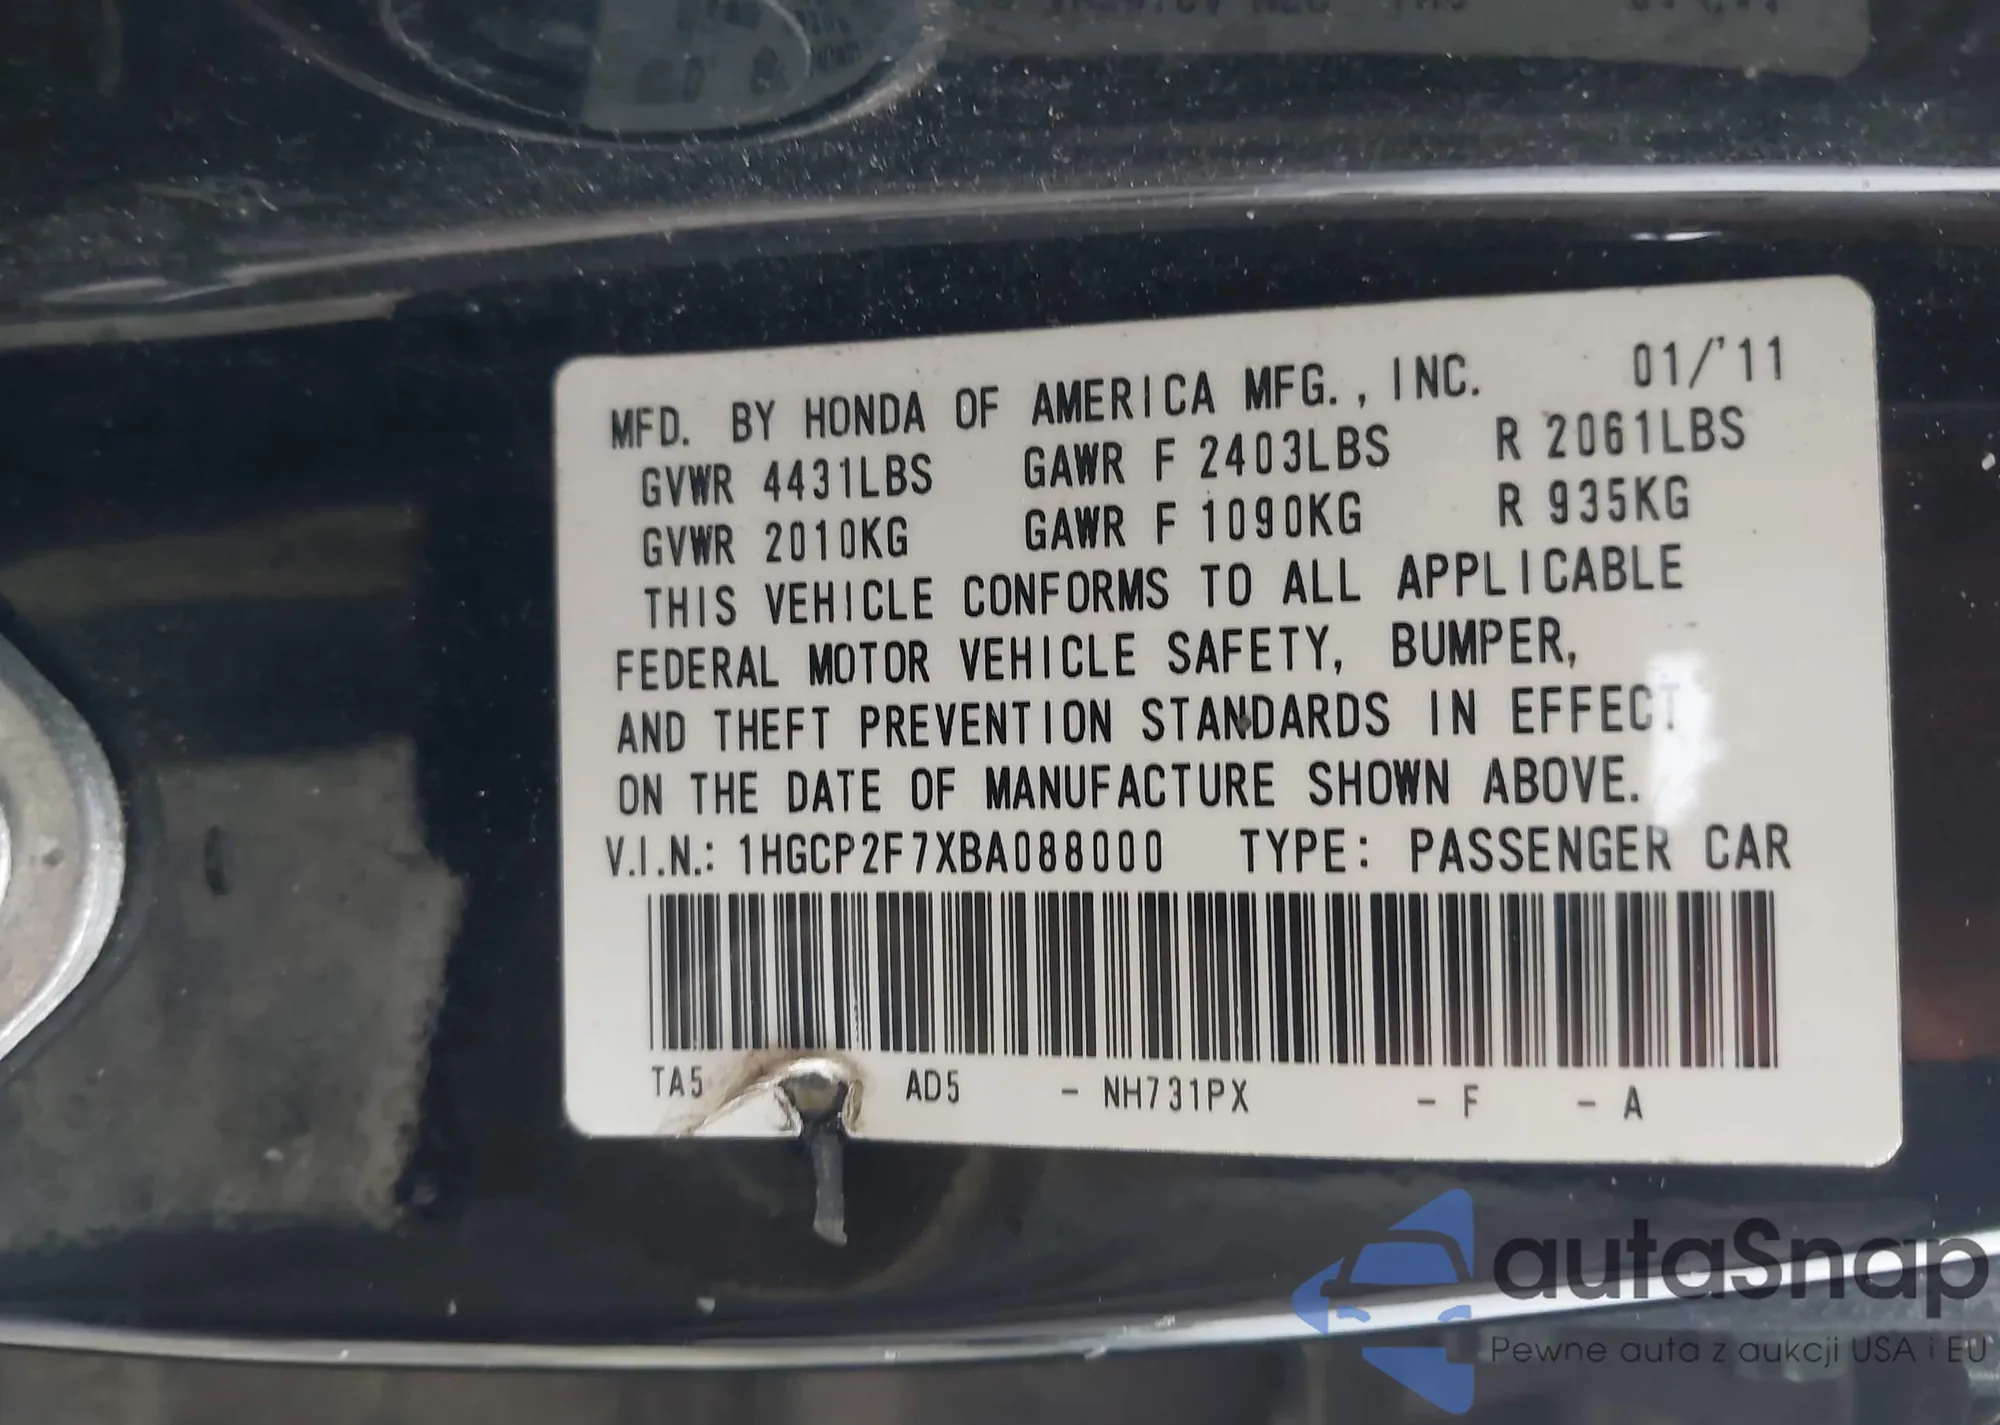 MFD. BY HONDA OF AMERICA MFG., INC. 01/'11
GVWR 4431LBS GAWR F 2403LBS R 2061LBS
GVWR 2010KG GAWR F 1090KG R 935KG
THIS VEHICLE CONFORMS TO ALL APPLICABLE
FEDERAL MOTOR VEHICLE SAFETY, BUMPER,
AND THEFT PREVENTION STANDARDS IN EFFECT
ON THE DATE OF MANUFACTURE SHOWN ABOVE.
V.I.N.: 1HGCP2F7XBA088000 TYPE: PASSENGER CAR
TA5 AD5 - NH731PX - F - A
autaSnap
Pewne auta z aukcji USA i EU